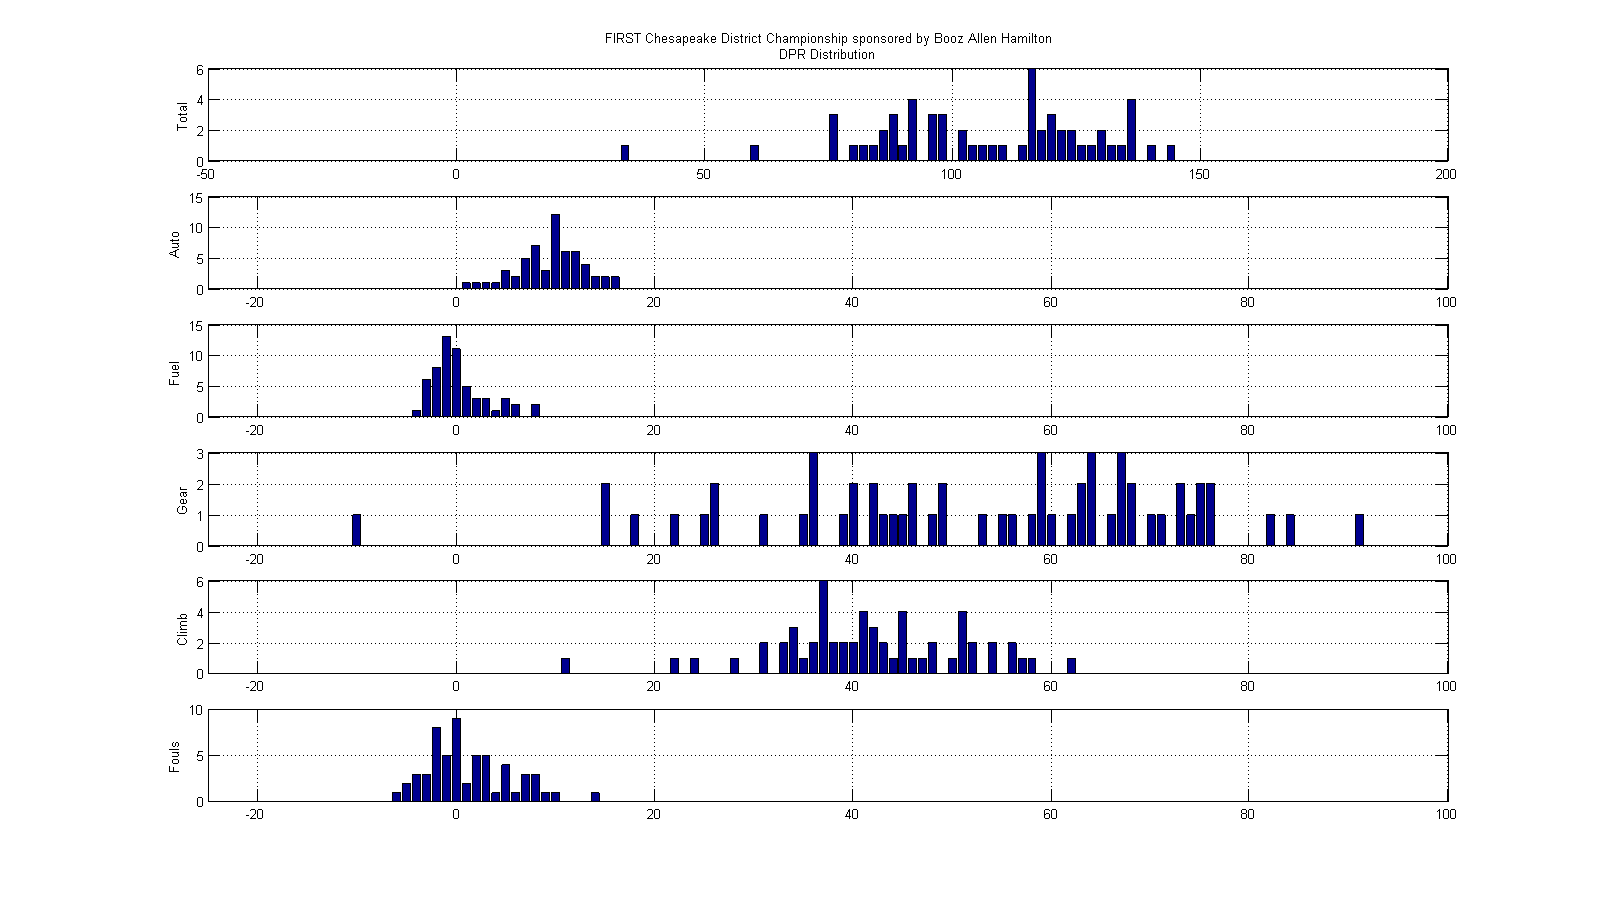 FIRST Chesapeake District Championship sponsored by Booz Allen Hamilton
DPR Distribution
Total
6
4
2
0
-50 0 50 100 150 200
Auto
15
10
5
0
-20 0 20 40 60 80 100
Fuel
15
10
5
0
-20 0 20 40 60 80 100
Gear
3
2
1
0
-20 0 20 40 60 80 100
Climb
6
4
2
0
-20 0 20 40 60 80 100
Fouls
10
5
0
-20 0 20 40 60 80 100